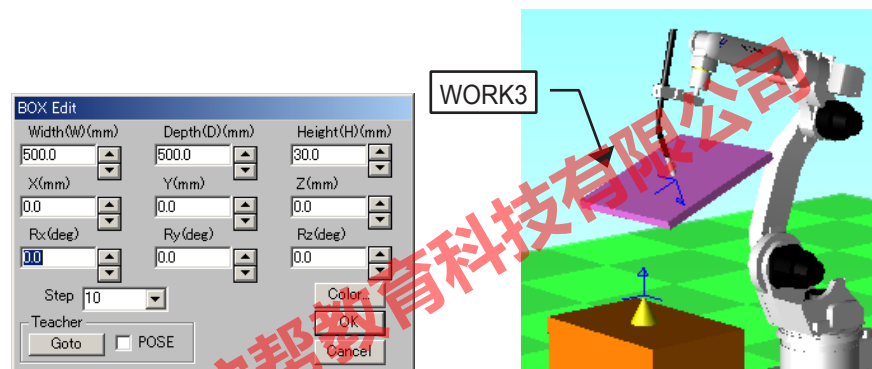 BOX Edit
Width(W)(mm) Depth(D)(mm) Height(H)(mm)
500.0 500.0 30.0
X(mm) Y(mm) Z(mm)
0.0 0.0 0.0
Rx(deg) Ry(deg) Rz(deg)
0.0 0.0 0.0
Step 10
Color...
Teacher
OK
Goto POSE
Cancel
WORK3
帮教育科技有限公司